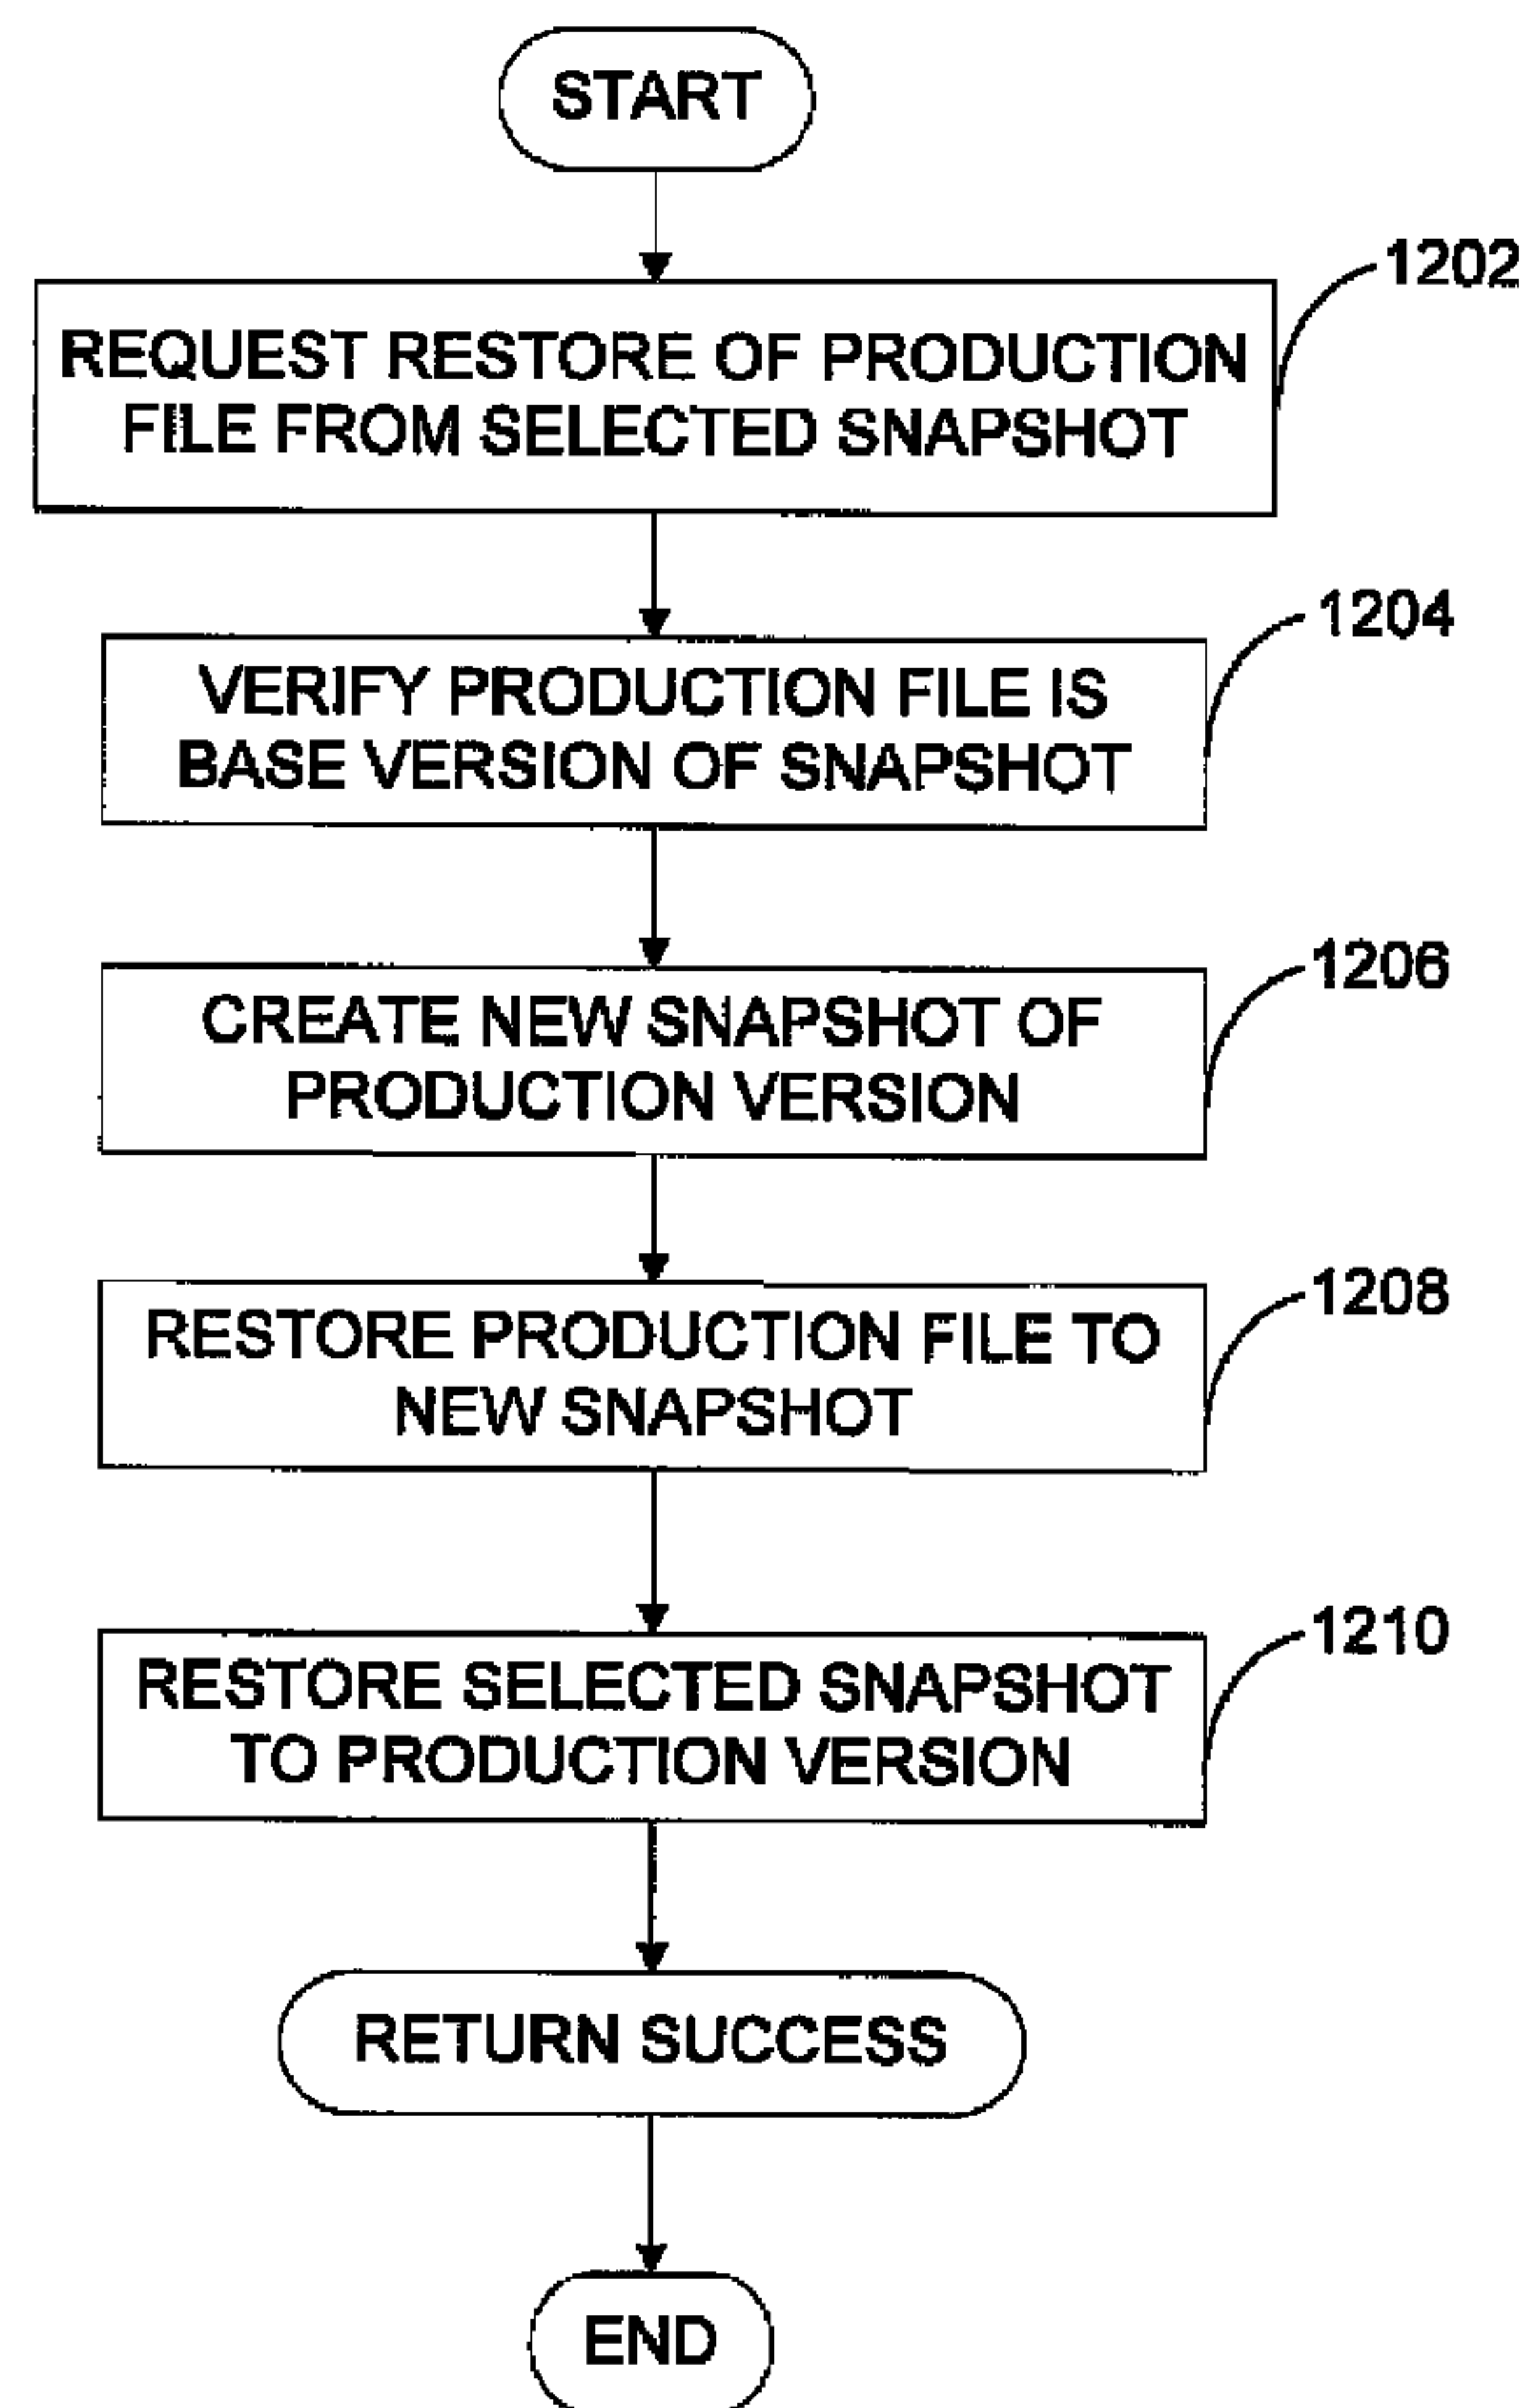 START
1202
REQUEST RESTORE OF PRODUCTION
FILE FROM SELECTED SNAPSHOT
1204
VERIFY PRODUCTION FILE IS
BASE VERSION OF SNAPSHOT
1206
CREATE NEW SNAPSHOT OF
PRODUCTION VERSION
1208
RESTORE PRODUCTION FILE TO
NEW SNAPSHOT
1210
RESTORE SELECTED SNAPSHOT
TO PRODUCTION VERSION
RETURN SUCCESS
END